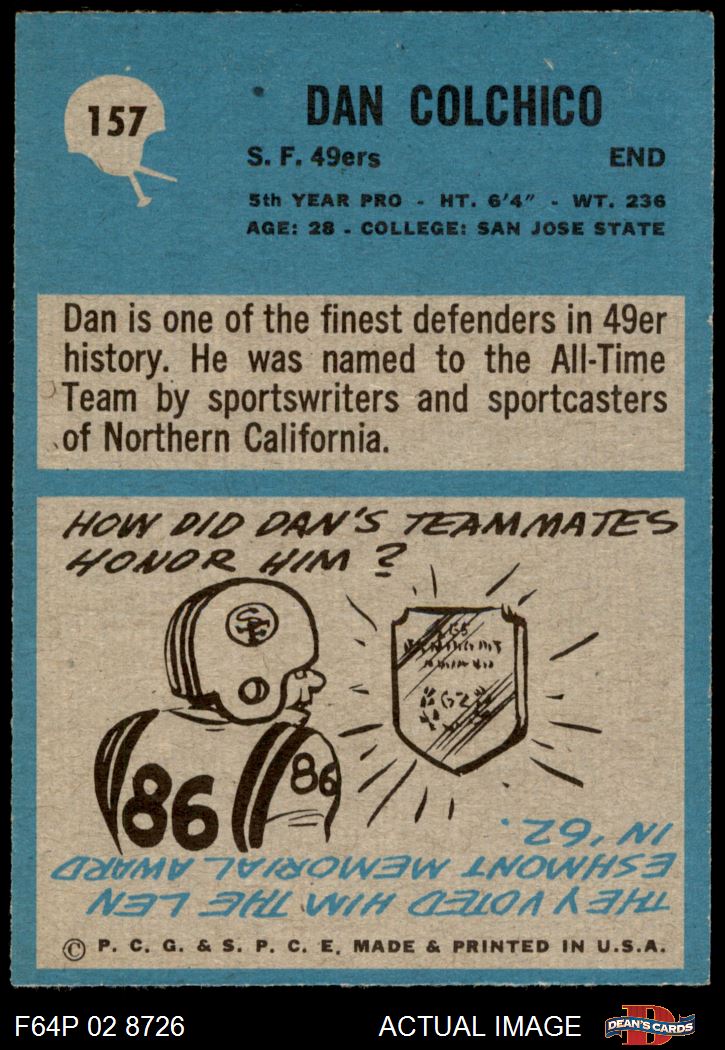 157
DAN COLCHICO
S. F. 49ers END
5th YEAR PRO - HT. 6'4" - WT. 236
AGE: 28 - COLLEGE: SAN JOSE STATE
Dan is one of the finest defenders in 49er
history. He was named to the All-Time
Team by sportswriters and sportcasters
of Northern California.
HOW DID DAN'S TEAMMATES
HONOR HIM?
SF
86
86
'62
THEY VOTED HIM THE LEN
ESHMONT MEMORIAL AWARD
IN '62.
© P. C. G. & S. P. C. E. MADE & PRINTED IN U.S.A.
F64P 02 8726 ACTUAL IMAGE
D
DEAN'S CARDS